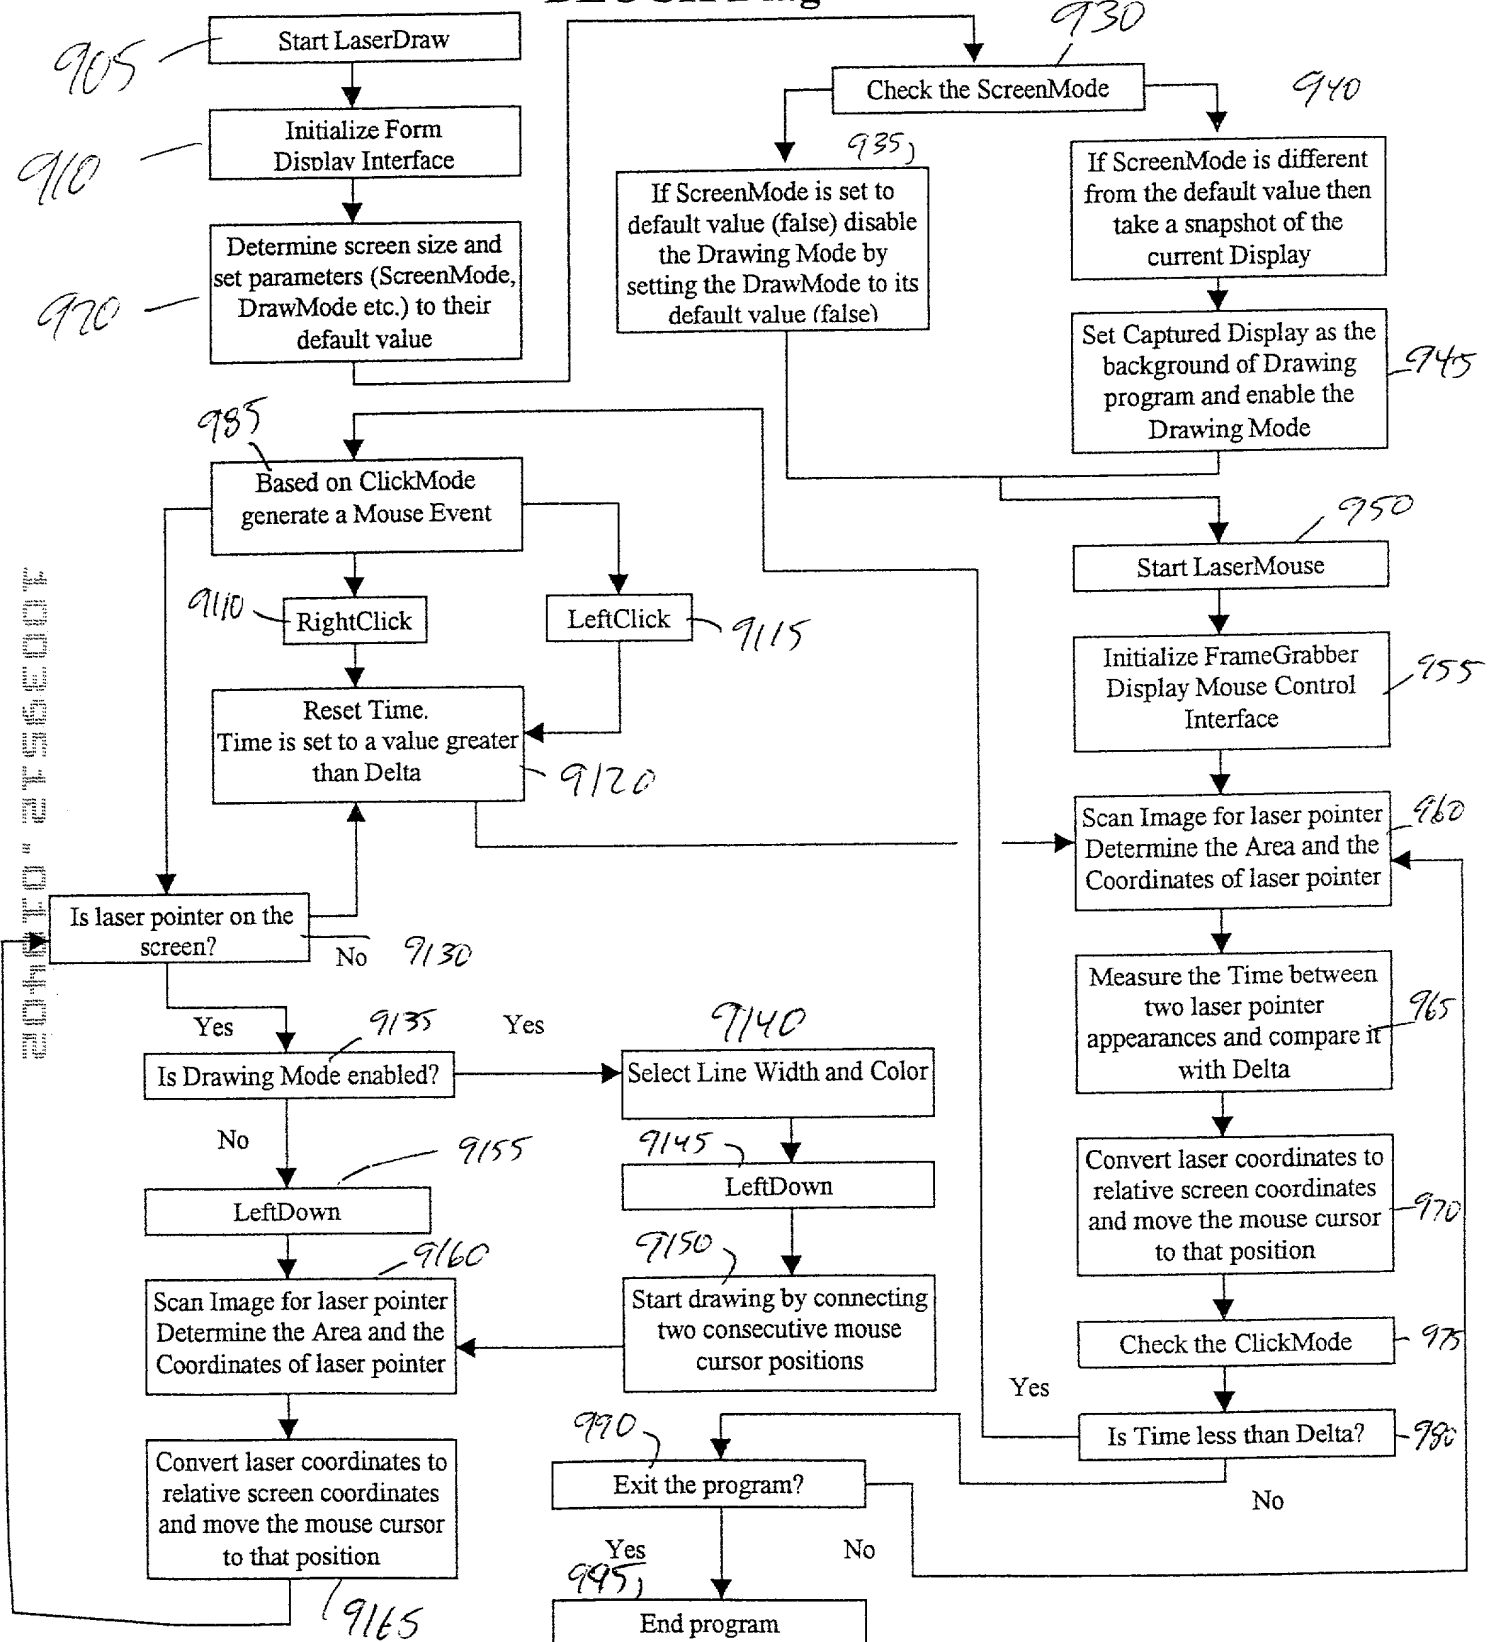 905
Start LaserDraw
910
Initialize Form
Display Interface
920
Determine screen size and
set parameters (ScreenMode,
DrawMode etc.) to their
default value
930
Check the ScreenMode
935
If ScreenMode is set to
default value (false) disable
the Drawing Mode by
setting the DrawMode to its
default value (false)
940
If ScreenMode is different
from the default value then
take a snapshot of the
current Display
Set Captured Display as the
background of Drawing
program and enable the
Drawing Mode
945
950
Start LaserMouse
Initialize FrameGrabber
Display Mouse Control
Interface
955
Scan Image for laser pointer
Determine the Area and the
Coordinates of laser pointer
960
Measure the Time between
two laser pointer
appearances and compare it
with Delta
965
Convert laser coordinates to
relative screen coordinates
and move the mouse cursor
to that position
970
Check the ClickMode
975
Yes
Is Time less than Delta?
980
No
985
Based on ClickMode
generate a Mouse Event
9110
RightClick
LeftClick
9115
Reset Time.
Time is set to a value greater
than Delta
9120
Is laser pointer on the
screen?
No
9130
Yes
9135
Yes
Is Drawing Mode enabled?
No
9140
Select Line Width and Color
9145
LeftDown
9150
Start drawing by connecting
two consecutive mouse
cursor positions
9155
LeftDown
9160
Scan Image for laser pointer
Determine the Area and the
Coordinates of laser pointer
Convert laser coordinates to
relative screen coordinates
and move the mouse cursor
to that position
9165
990
Exit the program?
Yes
No
995
End program